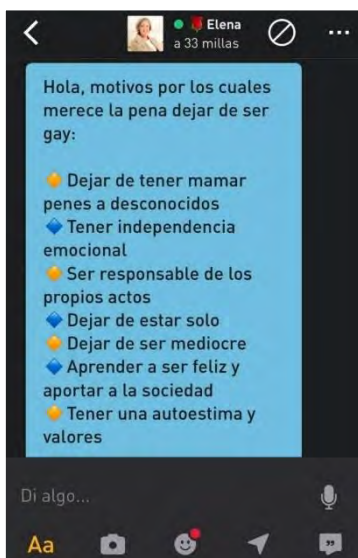 Elena
a 33 millas
Hola, motivos por los cuales
merece la pena dejar de ser
gay:
🔸 Dejar de tener mamar
penes a desconocidos
🔷 Tener independencia
emocional
🔸 Ser responsable de los
propios actos
🔷 Dejar de estar solo
🔸 Dejar de ser mediocre
🔷 Aprender a ser feliz y
aportar a la sociedad
🔸 Tener una autoestima y
valores
Di algo...
Aa